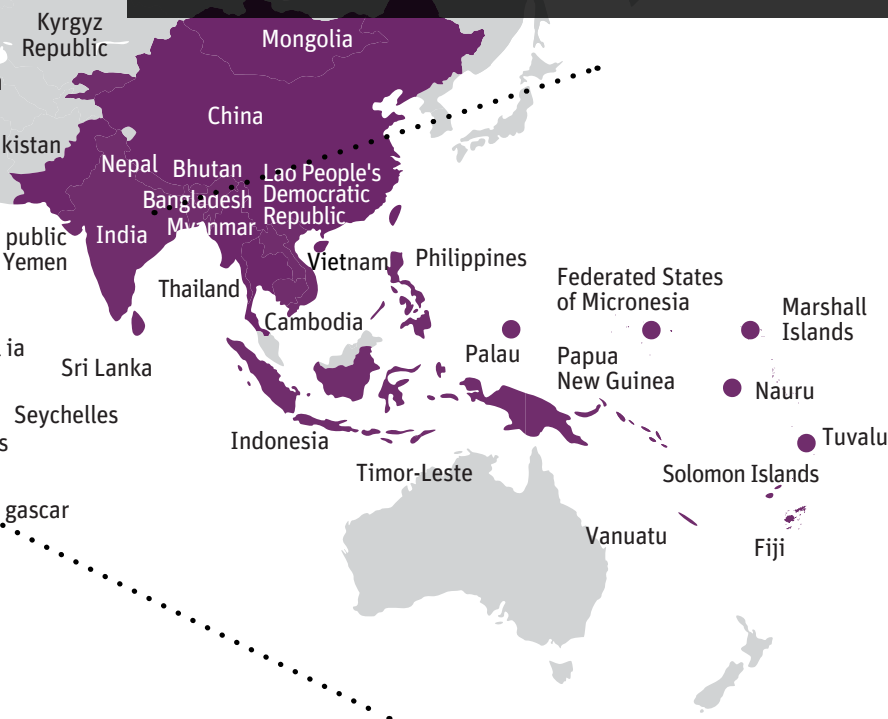 Kyrgyz
Republic
Mongolia
China
kistan
Nepal
Bhutan
Lao People's
Democratic
Republic
Bangladesh
Myanmar
India
public
Yemen
Vietnam
Philippines
Thailand
Federated States
of Micronesia
Marshall
Islands
Cambodia
ia
Sri Lanka
Palau
Papua
New Guinea
Nauru
Seychelles
s
Indonesia
Tuvalu
Timor-Leste
Solomon Islands
gascar
Vanuatu
Fiji